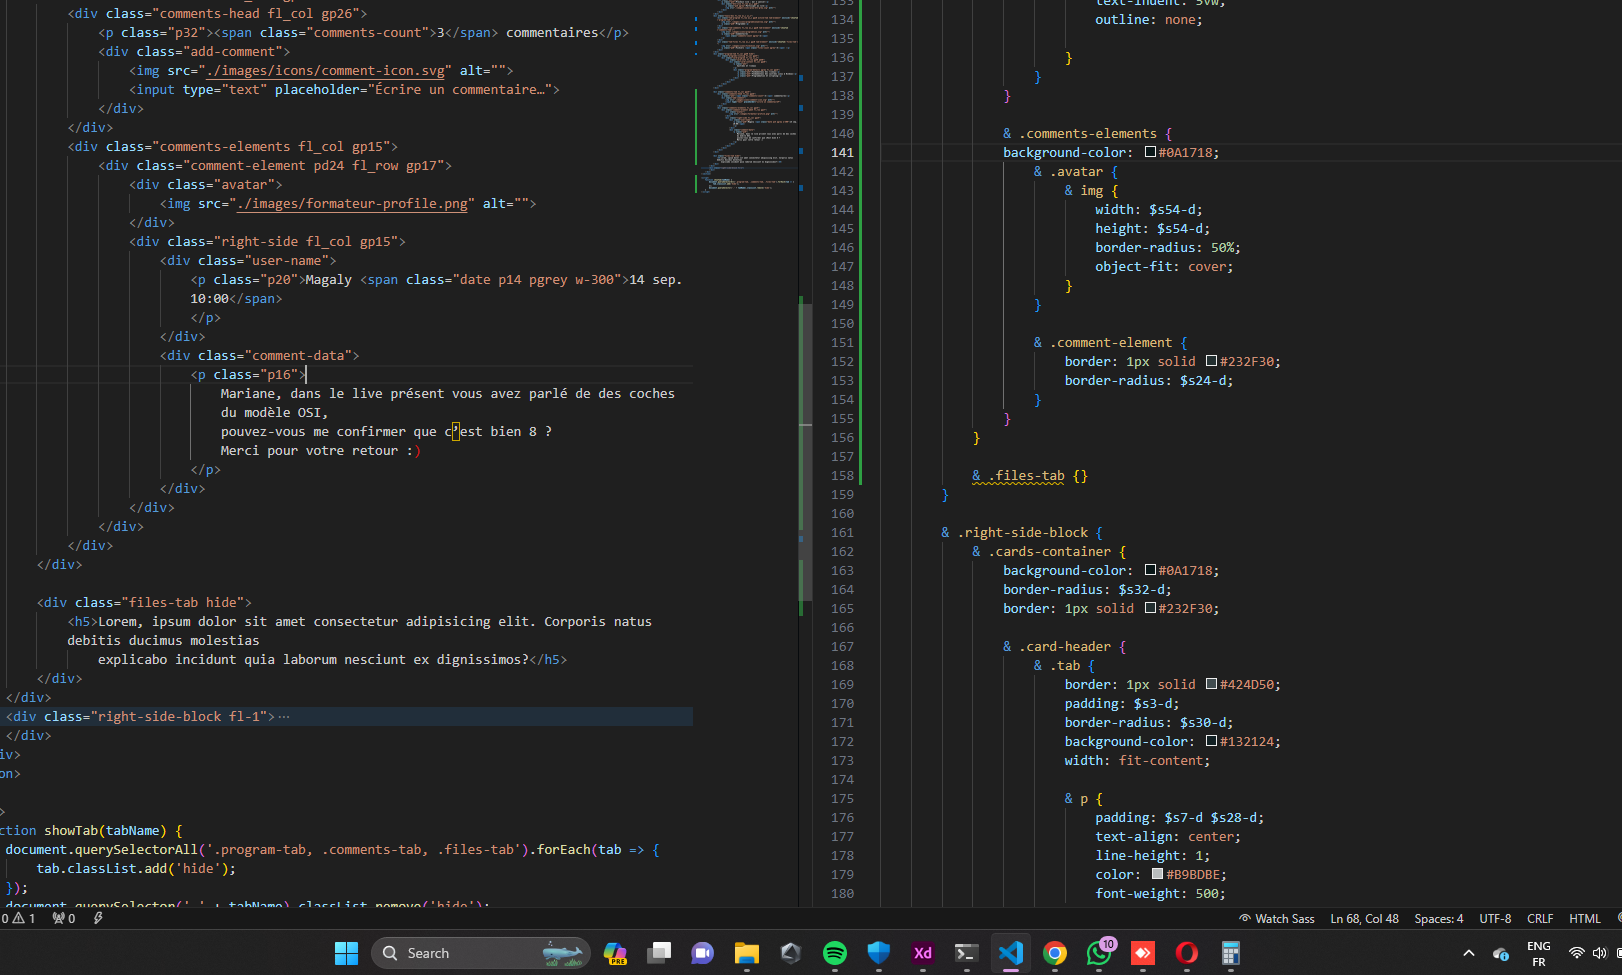 <div class="comments-head fl_col gp26">
<p class="p32"><span class="comments-count">3</span> commentaires</p>
<div class="add-comment">
<img src="./images/icons/comment-icon.svg" alt="">
<input type="text" placeholder="Écrire un commentaire…">
</div>
</div>
<div class="comments-elements fl_col gp15">
<div class="comment-element pd24 fl_row gp17">
<div class="avatar">
<img src="./images/formateur-profile.png" alt="">
</div>
<div class="right-side fl_col gp15">
<div class="user-name">
<p class="p20">Magaly <span class="date p14 pgrey w-300">14 sep.
10:00</span>
</p>
</div>
<div class="comment-data">
<p class="p16">
Mariane, dans le live présent vous avez parlé de des coches
du modèle OSI,
pouvez-vous me confirmer que c’est bien 8 ?
Merci pour votre retour :)
</p>
</div>
</div>
</div>
</div>
</div>
<div class="files-tab hide">
<h5>Lorem, ipsum dolor sit amet consectetur adipisicing elit. Corporis natus
debitis ducimus molestias
explicabo incidunt quia laborum nesciunt ex dignissimos?</h5>
</div>
</div>
<div class="right-side-block fl-1">…
</div>
iv>
on>
>
ction showTab(tabName) {
document.querySelectorAll('.program-tab, .comments-tab, .files-tab').forEach(tab => {
tab.classList.add('hide');
});
document.querySelector('.' + tabName).classList.remove('hide');
133 text-indent: 5vw;
134 outline: none;
135
136 }
137 }
138 }
139
140 & .comments-elements {
141 background-color: #0A1718;
142 & .avatar {
143 & img {
144 width: $s54-d;
145 height: $s54-d;
146 border-radius: 50%;
147 object-fit: cover;
148 }
149 }
150
151 & .comment-element {
152 border: 1px solid #232F30;
153 border-radius: $s24-d;
154 }
155 }
156 }
157
158 & .files-tab {}
159 }
160
161 & .right-side-block {
162 & .cards-container {
163 background-color: #0A1718;
164 border-radius: $s32-d;
165 border: 1px solid #232F30;
166
167 & .card-header {
168 & .tab {
169 border: 1px solid #424D50;
170 padding: $s3-d;
171 border-radius: $s30-d;
172 background-color: #132124;
173 width: fit-content;
174
175 & p {
176 padding: $s7-d $s28-d;
177 text-align: center;
178 line-height: 1;
179 color: #B9BDBE;
180 font-weight: 500;
0 1 0 Watch Sass Ln 68, Col 48 Spaces: 4 UTF-8 CRLF HTML
Search PRE Xd 10 ENG
FR